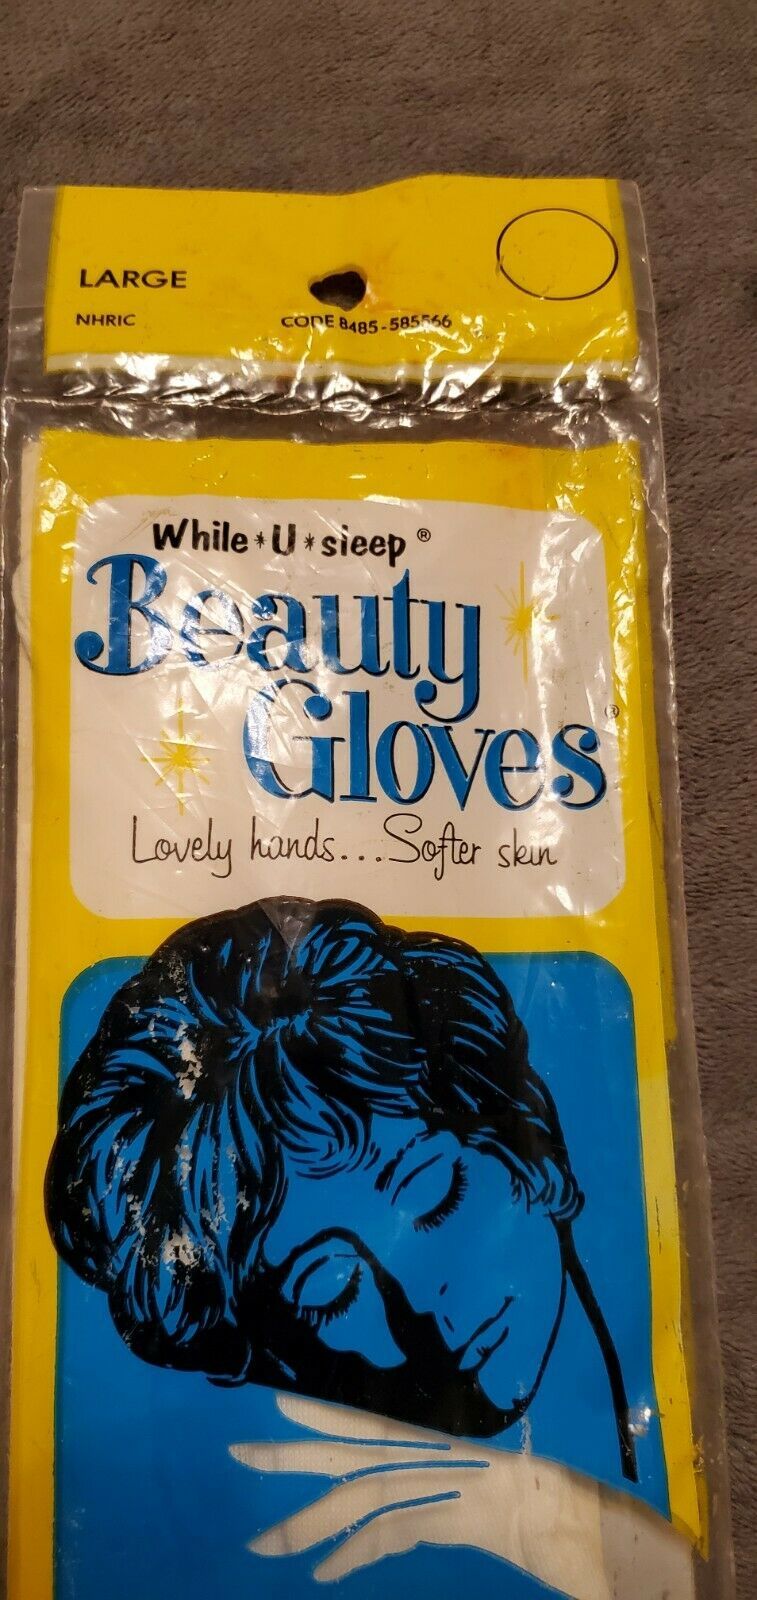 LARGE
NHRIC CODE 8485-585566
While*U*sleep®
Beauty
Gloves®
Lovely hands...Softer skin